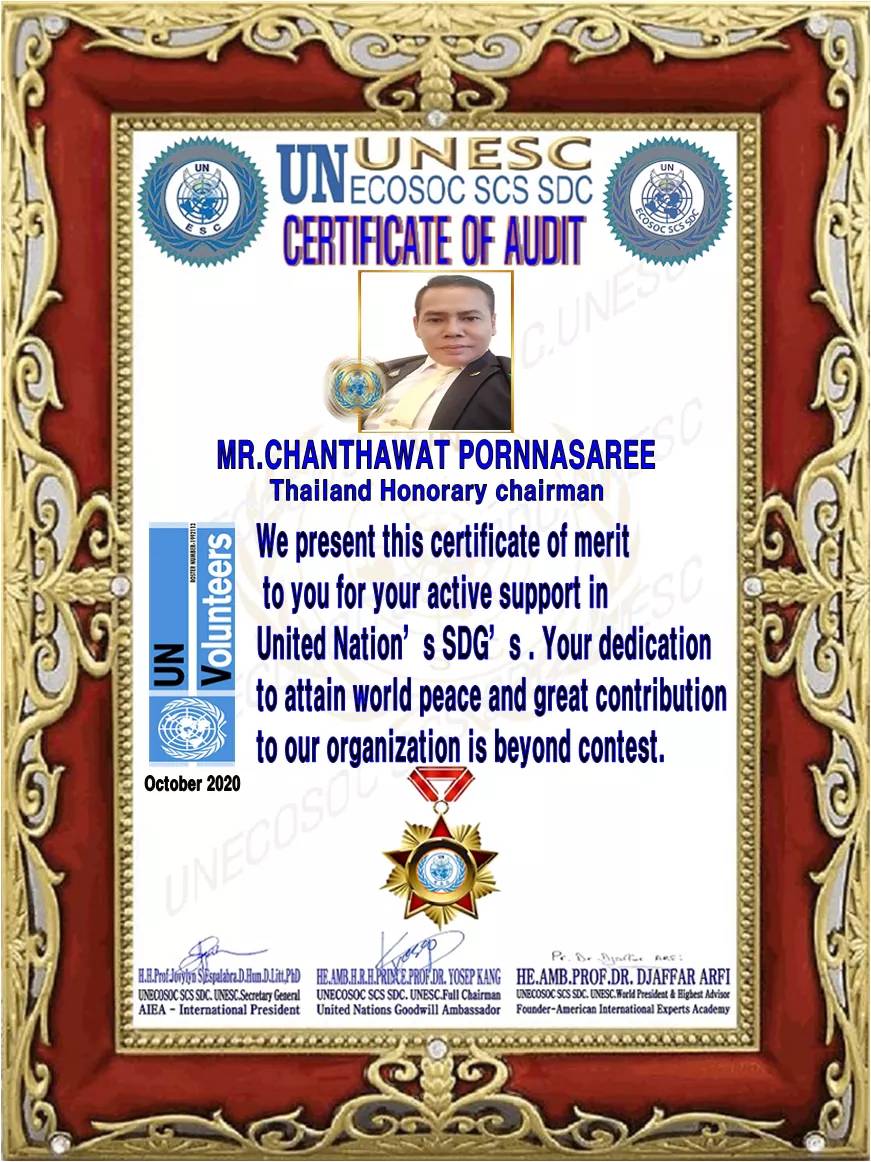 UN
ESC
UN UNESC
ECOSOC SCS SDC
UN
ECOSOC SCS SDC
CERTIFICATE OF AUDIT
MR.CHANTHAWAT PORNNASAREE
Thailand Honorary chairman
UN Volunteers
ROSTER NUMBER-1992113
We present this certificate of merit
to you for your active support in
United Nation’s SDG’s . Your dedication
to attain world peace and great contribution
to our organization is beyond contest.
October 2020
UNECOSOC
H.H.Prof.Jovylyn S.Espalabra.D.Hum.D.Litt,PhD
UNECOSOC SCS SDC. UNESC.Secretary General
AIEA - International President
HE.AMB.H.R.H.PRINCE.PROF.DR. YOSEP KANG
UNECOSOC SCS SDC. UNESC.Full Chairman
United Nations Goodwill Ambassador
Pr. Dr. Djaffar ARFI
HE.AMB.PROF.DR. DJAFFAR ARFI
UNECOSOC SCS SDC. UNESC.World President & Highest Advisor
Founder-American International Experts Academy